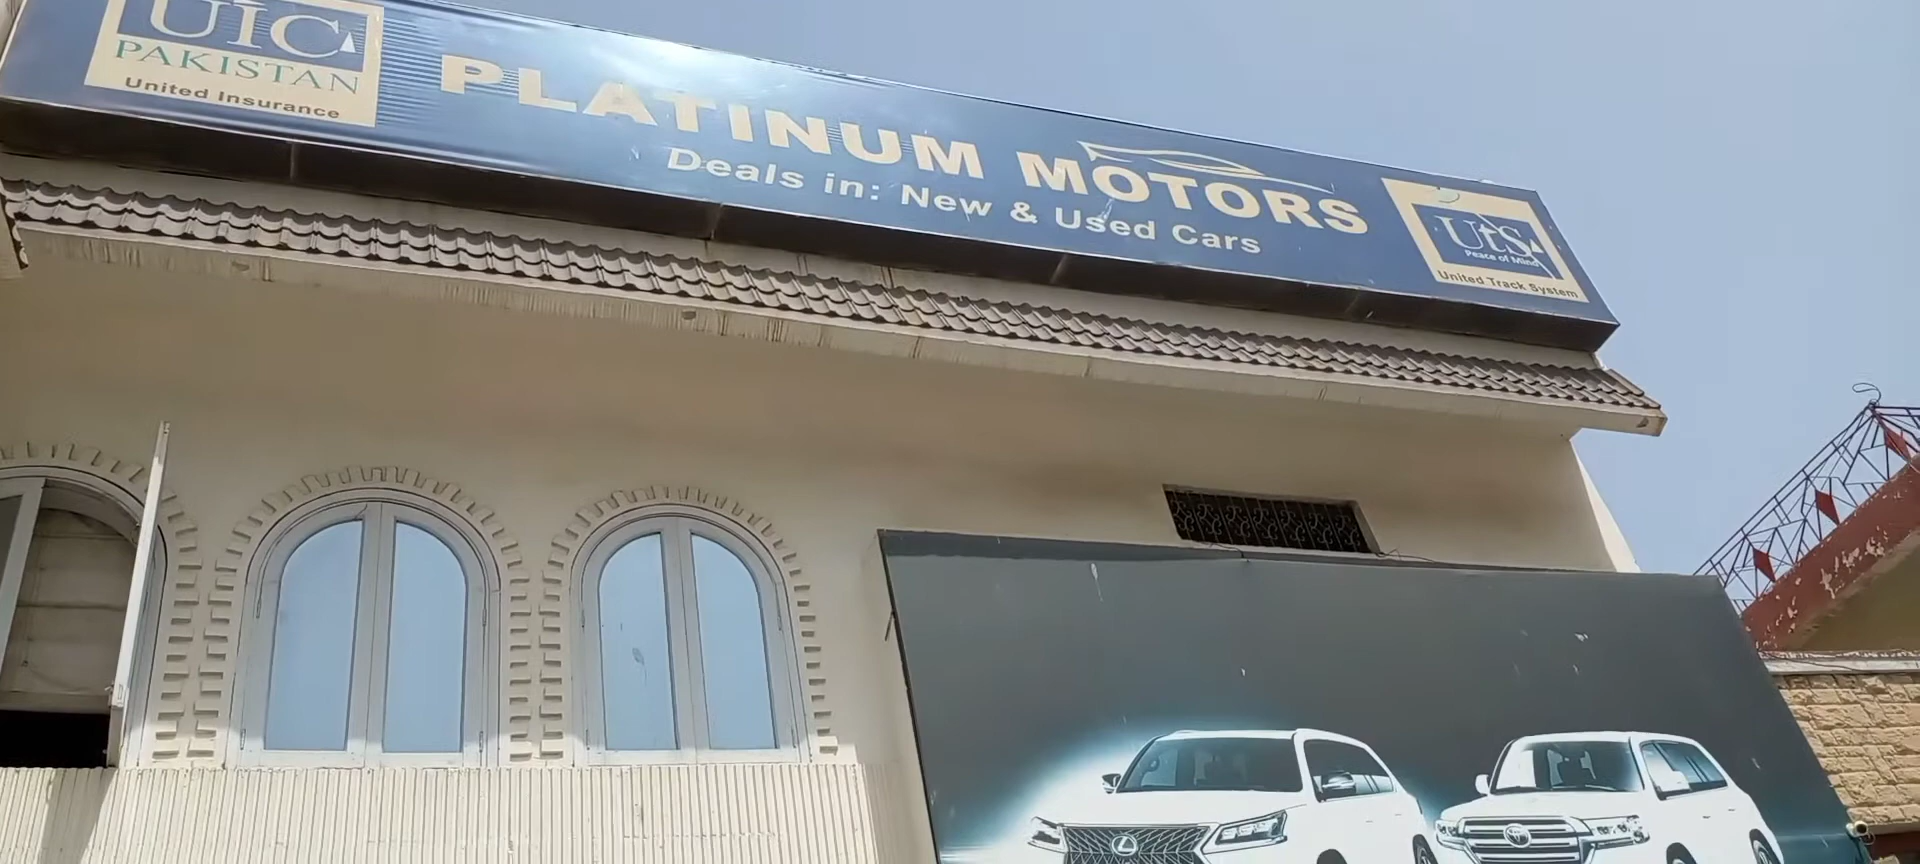 UIC
PAKISTAN
United Insurance
PLATINUM MOTORS
Deals in: New & Used Cars
UtS
Peace of Mind
United Track System